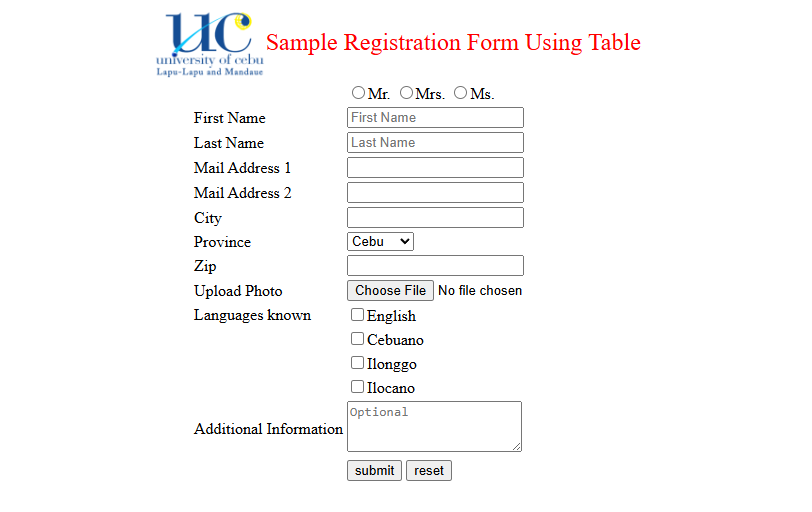 UC
university of cebu
Lapu-Lapu and Mandaue
Sample Registration Form Using Table
Mr. Mrs. Ms.
First Name First Name
Last Name Last Name
Mail Address 1
Mail Address 2
City
Province Cebu
Zip
Upload Photo Choose File No file chosen
Languages known English
Cebuano
Ilonggo
Ilocano
Additional Information Optional
submit reset